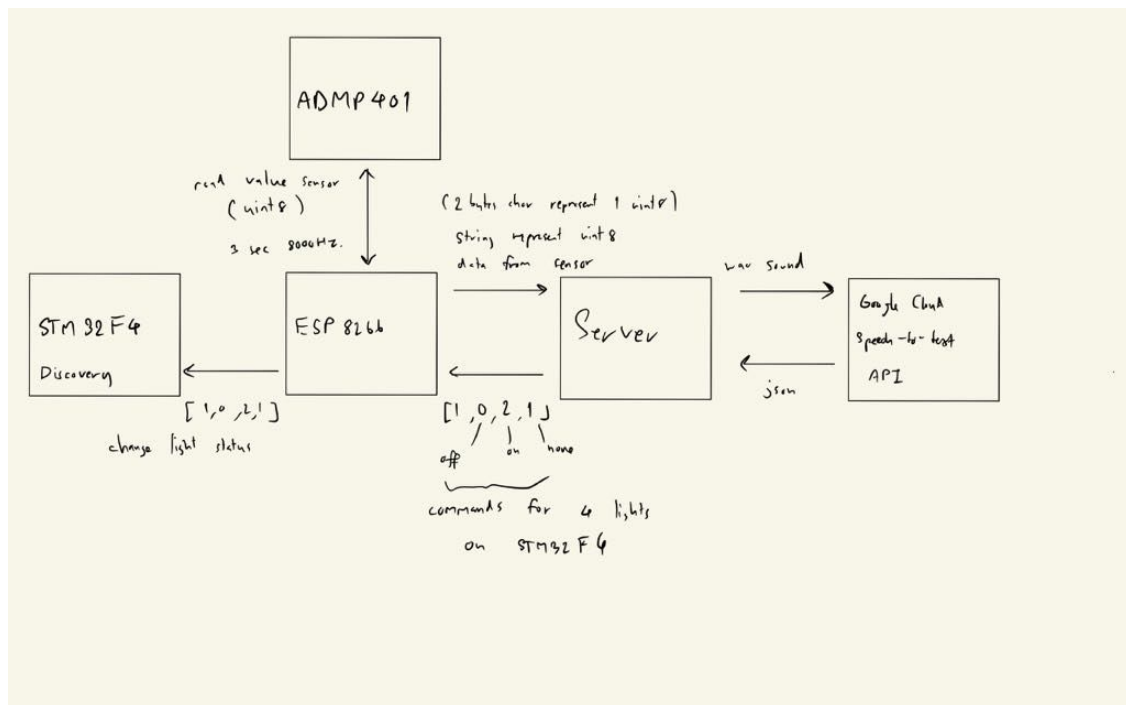 ADMP401
read value sensor
(uint8)
3 sec 8000Hz.
(2 bytes char represent 1 uint8)
String represent uint8
data from sensor
wav sound
STM32F4
Discovery
ESP8266
Server
Google Cloud
Speech-to-text
API
json
[1,0,2,1]
change light status
[1,0,2,1]
off on none
commands for 4 lights
on STM32F4